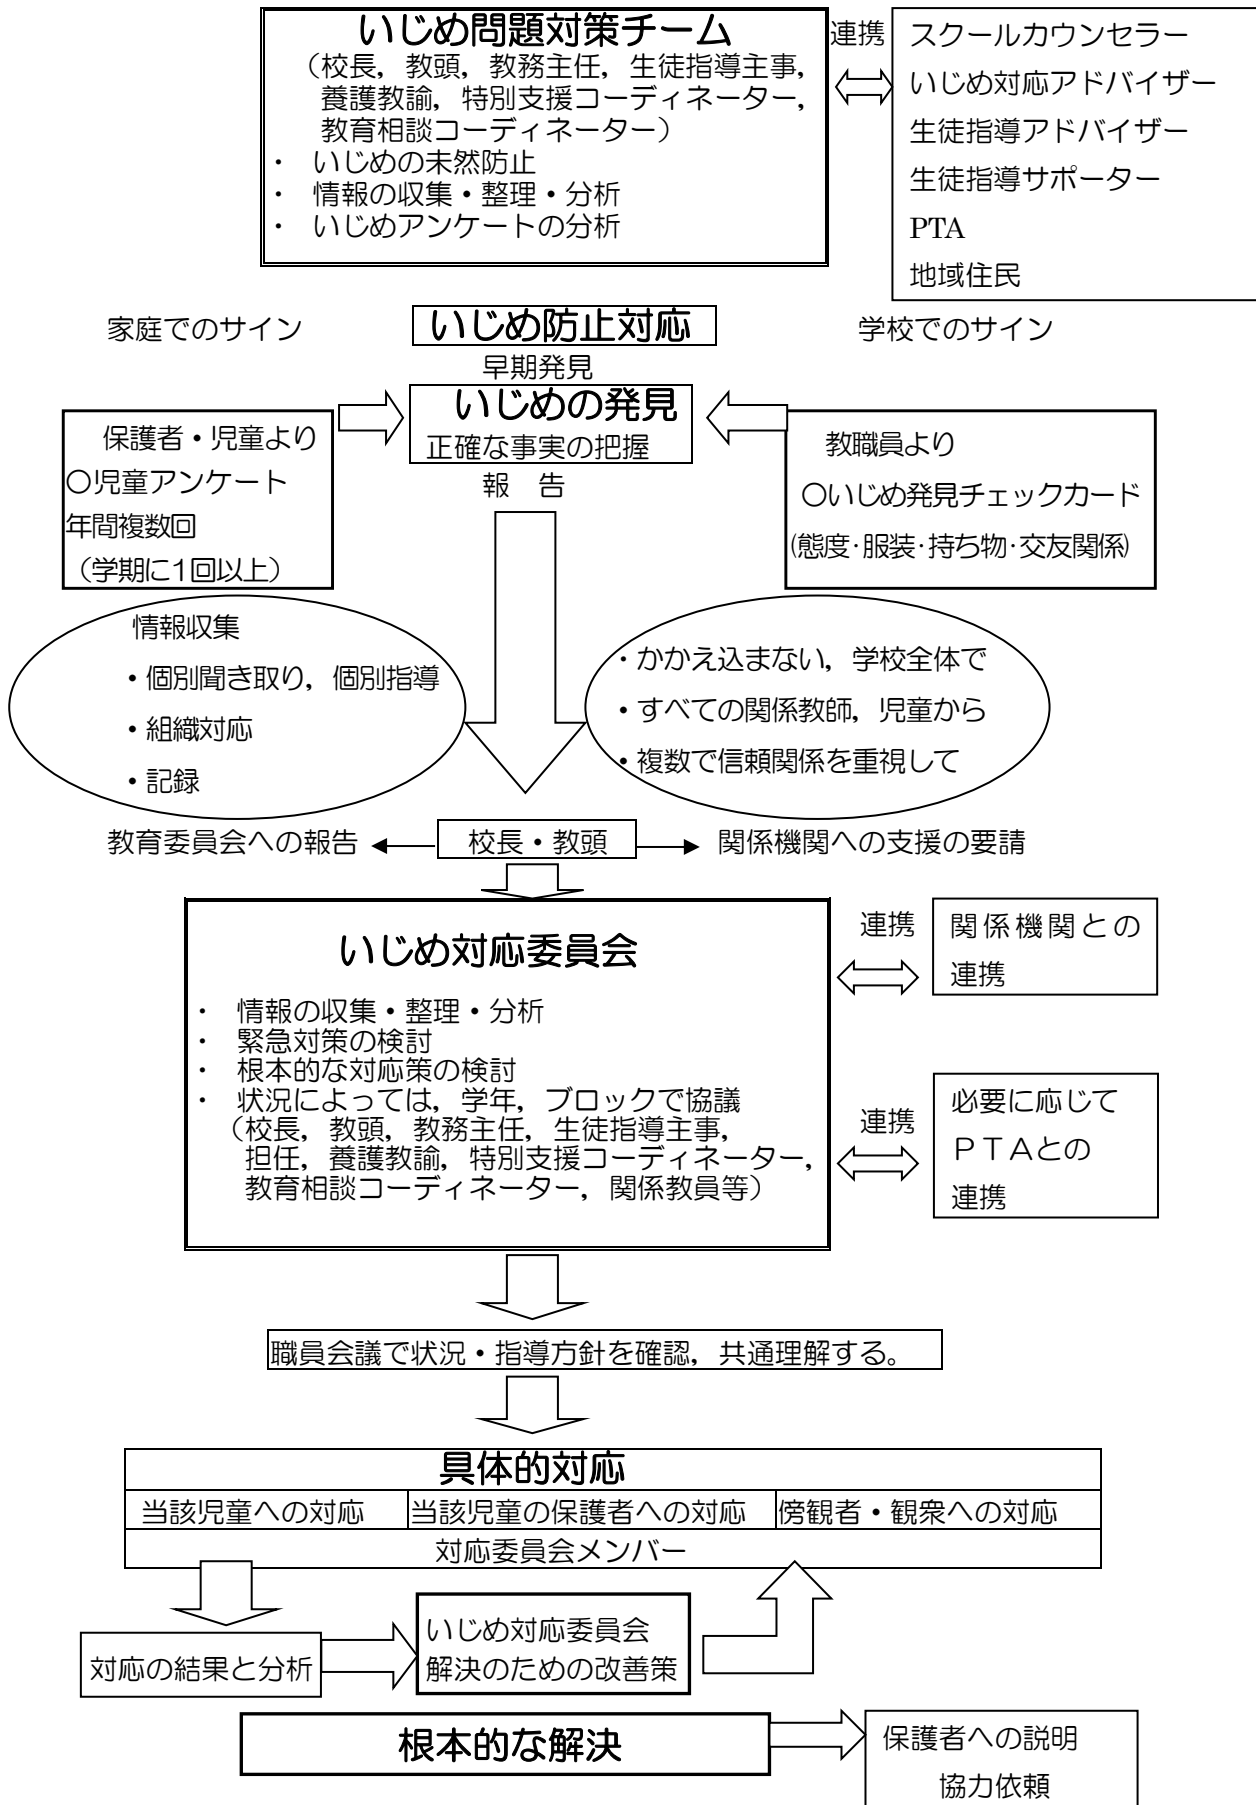 いじめ問題対策チーム
（校長，教頭，教務主任，生徒指導主事，
養護教諭，特別支援コーディネーター，
教育相談コーディネーター）
・　いじめの未然防止
・　情報の収集・整理・分析
・　いじめアンケートの分析
連携
スクールカウンセラー
いじめ対応アドバイザー
生徒指導アドバイザー
生徒指導サポーター
PTA
地域住民
家庭でのサイン
いじめ防止対応
学校でのサイン
早期発見
いじめの発見
正確な事実の把握
報　告
保護者・児童より
〇児童アンケート
年間複数回
（学期に1回以上）
教職員より
〇いじめ発見チェックカード
(態度・服装・持ち物・交友関係)
情報収集
・個別聞き取り，個別指導
・組織対応
・記録
・かかえ込まない，学校全体で
・すべての関係教師，児童から
・複数で信頼関係を重視して
教育委員会への報告
校長・教頭
関係機関への支援の要請
いじめ対応委員会
・　情報の収集・整理・分析
・　緊急対策の検討
・　根本的な対応策の検討
・　状況によっては，学年，ブロックで協議
（校長，教頭，教務主任，生徒指導主事，
担任，養護教諭，特別支援コーディネーター，
教育相談コーディネーター，関係教員等）
連携
関係機関との
連携
連携
必要に応じて
ＰＴＡとの
連携
職員会議で状況・指導方針を確認，共通理解する。
具体的対応
当該児童への対応
当該児童の保護者への対応
傍観者・観衆への対応
対応委員会メンバー
対応の結果と分析
いじめ対応委員会
解決のための改善策
根本的な解決
保護者への説明
協力依頼